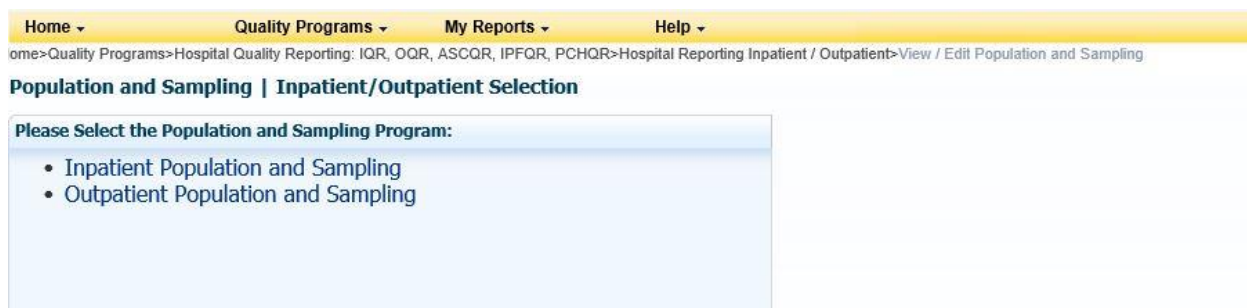 Home Quality Programs My Reports Help
ome>Quality Programs>Hospital Quality Reporting: IQR, OQR, ASCQR, IPFQR, PCHQR>Hospital Reporting Inpatient / Outpatient>View / Edit Population and Sampling
Population and Sampling | Inpatient/Outpatient Selection
Please Select the Population and Sampling Program:
• Inpatient Population and Sampling
• Outpatient Population and Sampling